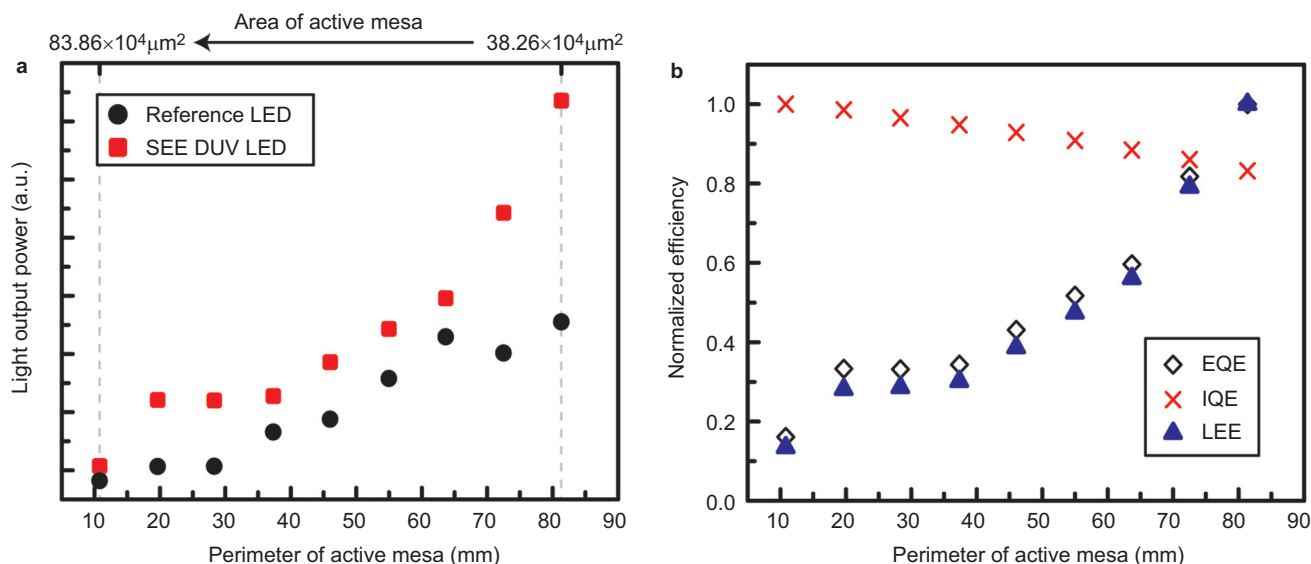 Area of active mesa
83.86×10⁴μm² 38.26×10⁴μm²
a
Reference LED
SEE DUV LED
Light output power (a.u.)
10 20 30 40 50 60 70 80 90
Perimeter of active mesa (mm)
b
1.0
0.8
0.6
0.4
0.2
0.0
Normalized efficiency
EQE
IQE
LEE
10 20 30 40 50 60 70 80 90
Perimeter of active mesa (mm)